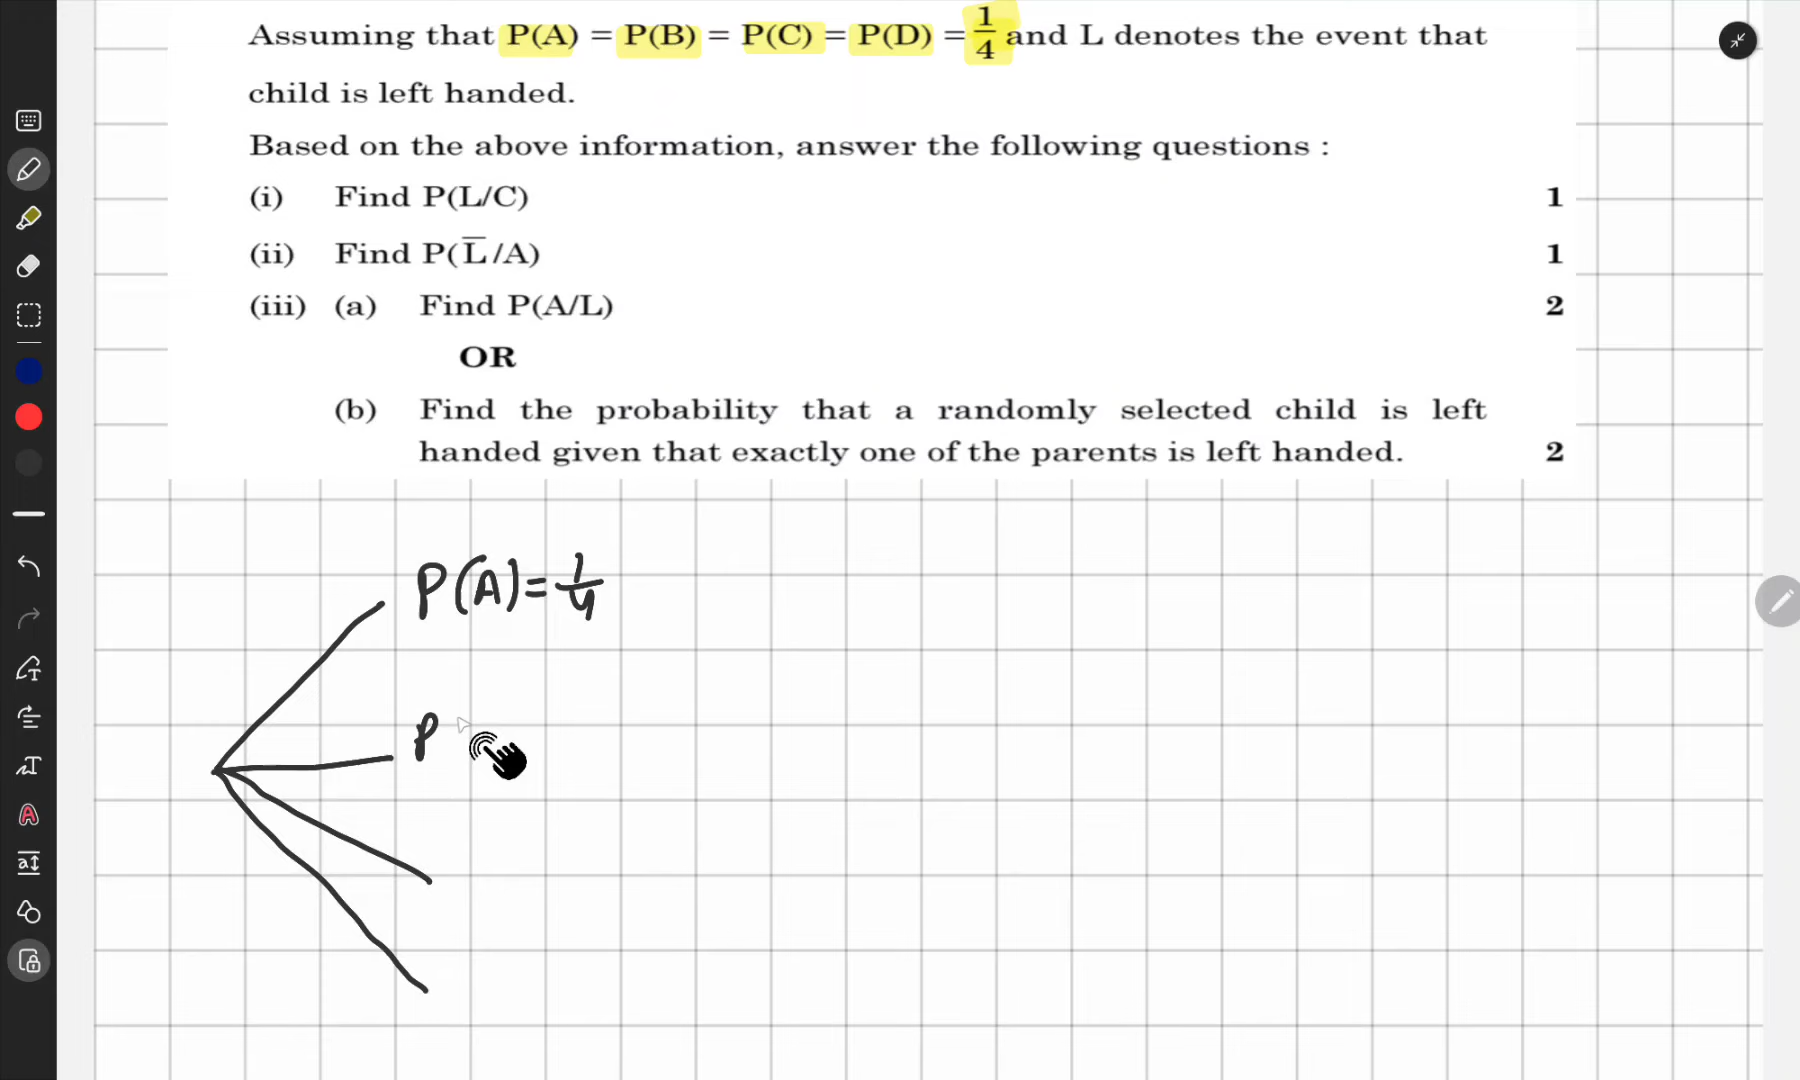 Assuming that P(A) = P(B) = P(C) = P(D) = 1/4 and L denotes the event that
child is left handed.
Based on the above information, answer the following questions :
(i) Find P(L/C) 1
(ii) Find P(L̅/A) 1
(iii) (a) Find P(A/L) 2
OR
(b) Find the probability that a randomly selected child is left
handed given that exactly one of the parents is left handed. 2
P(A)=1/4
P